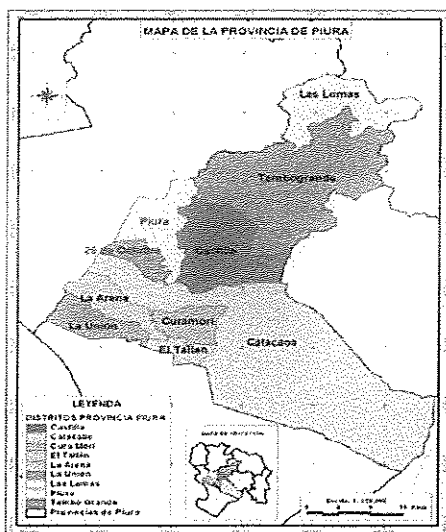 MAPA DE LA PROVINCIA DE PIURA
Las Lomas
Tambogrande
Piura
Castilla
La Arena
La Union
Curamori
El Tallan
Catacaos
LEYENDA
DISTRITOS PROVINCIA PIURA
Castilla
Catacaos
Cura Mori
El Tallan
La Arena
La Union
Las Lomas
Piura
Tambo Grande
Provincias de Piura